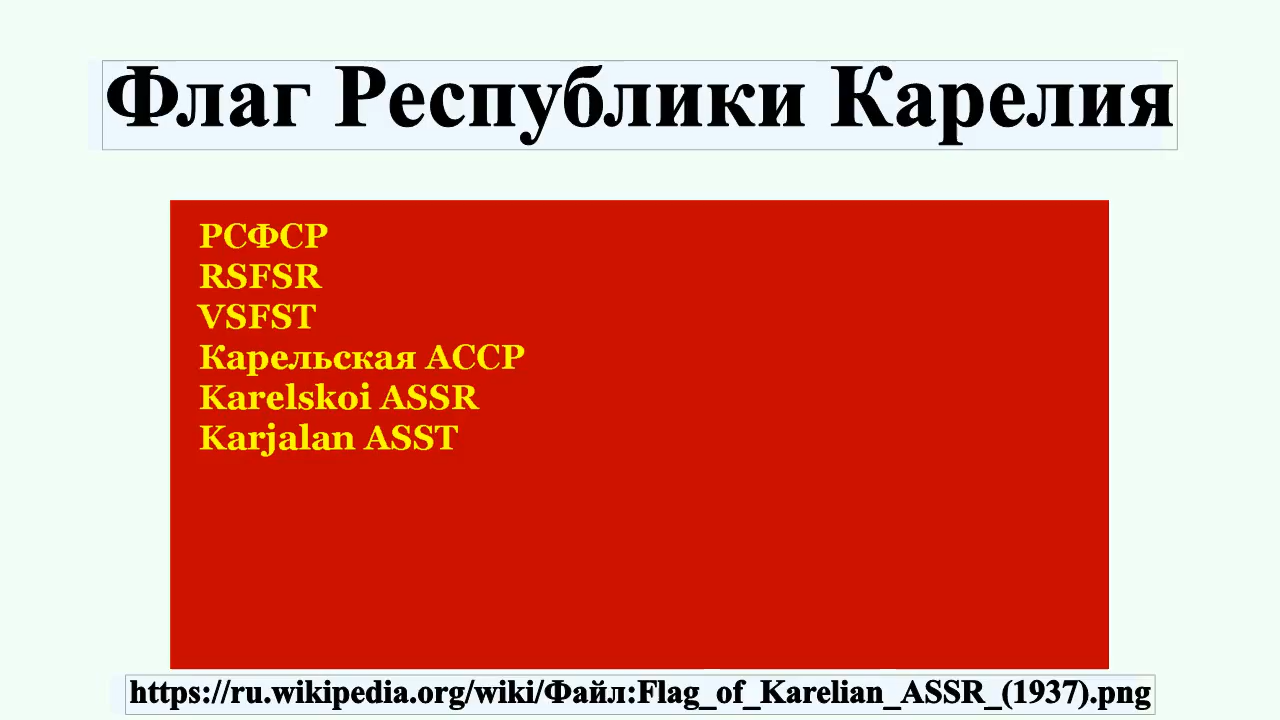 Флаг Республики Карелия
РСФСР
RSFSR
VSFST
Карельская АССР
Karelskoi ASSR
Karjalan ASST
https://ru.wikipedia.org/wiki/Файл:Flag_of_Karelian_ASSR_(1937).png